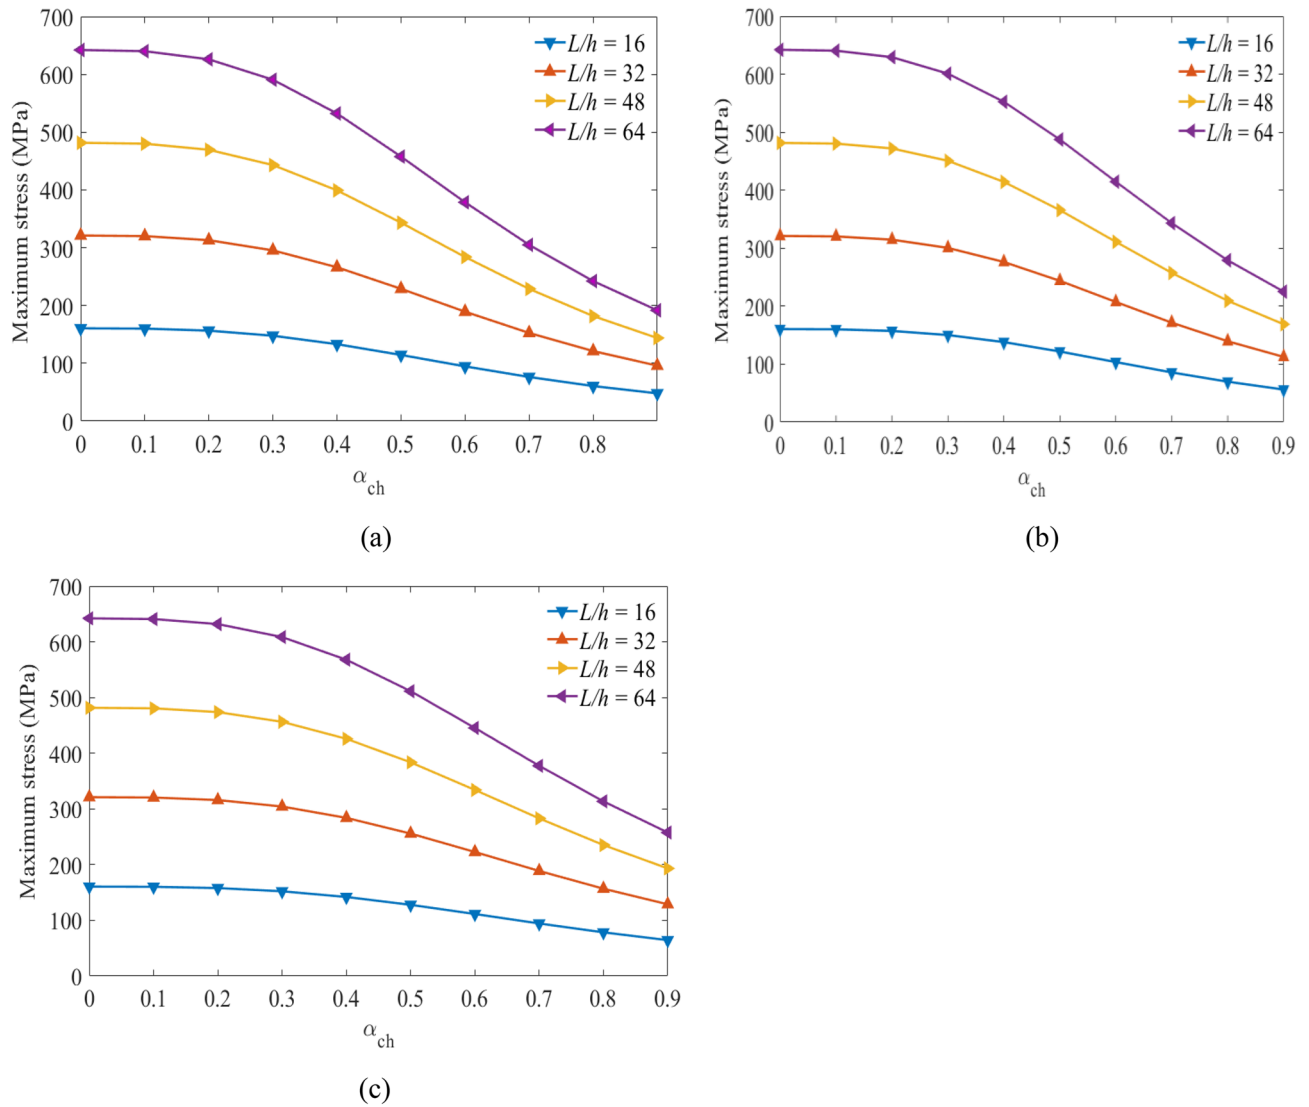 Maximum stress (MPa)
700
600
500
400
300
200
100
0
L/h = 16
L/h = 32
L/h = 48
L/h = 64
0 0.1 0.2 0.3 0.4 0.5 0.6 0.7 0.8
αch
(a)
Maximum stress (MPa)
700
600
500
400
300
200
100
0
L/h = 16
L/h = 32
L/h = 48
L/h = 64
0 0.1 0.2 0.3 0.4 0.5 0.6 0.7 0.8 0.9
αch
(b)
Maximum stress (MPa)
700
600
500
400
300
200
100
0
L/h = 16
L/h = 32
L/h = 48
L/h = 64
0 0.1 0.2 0.3 0.4 0.5 0.6 0.7 0.8 0.9
αch
(c)